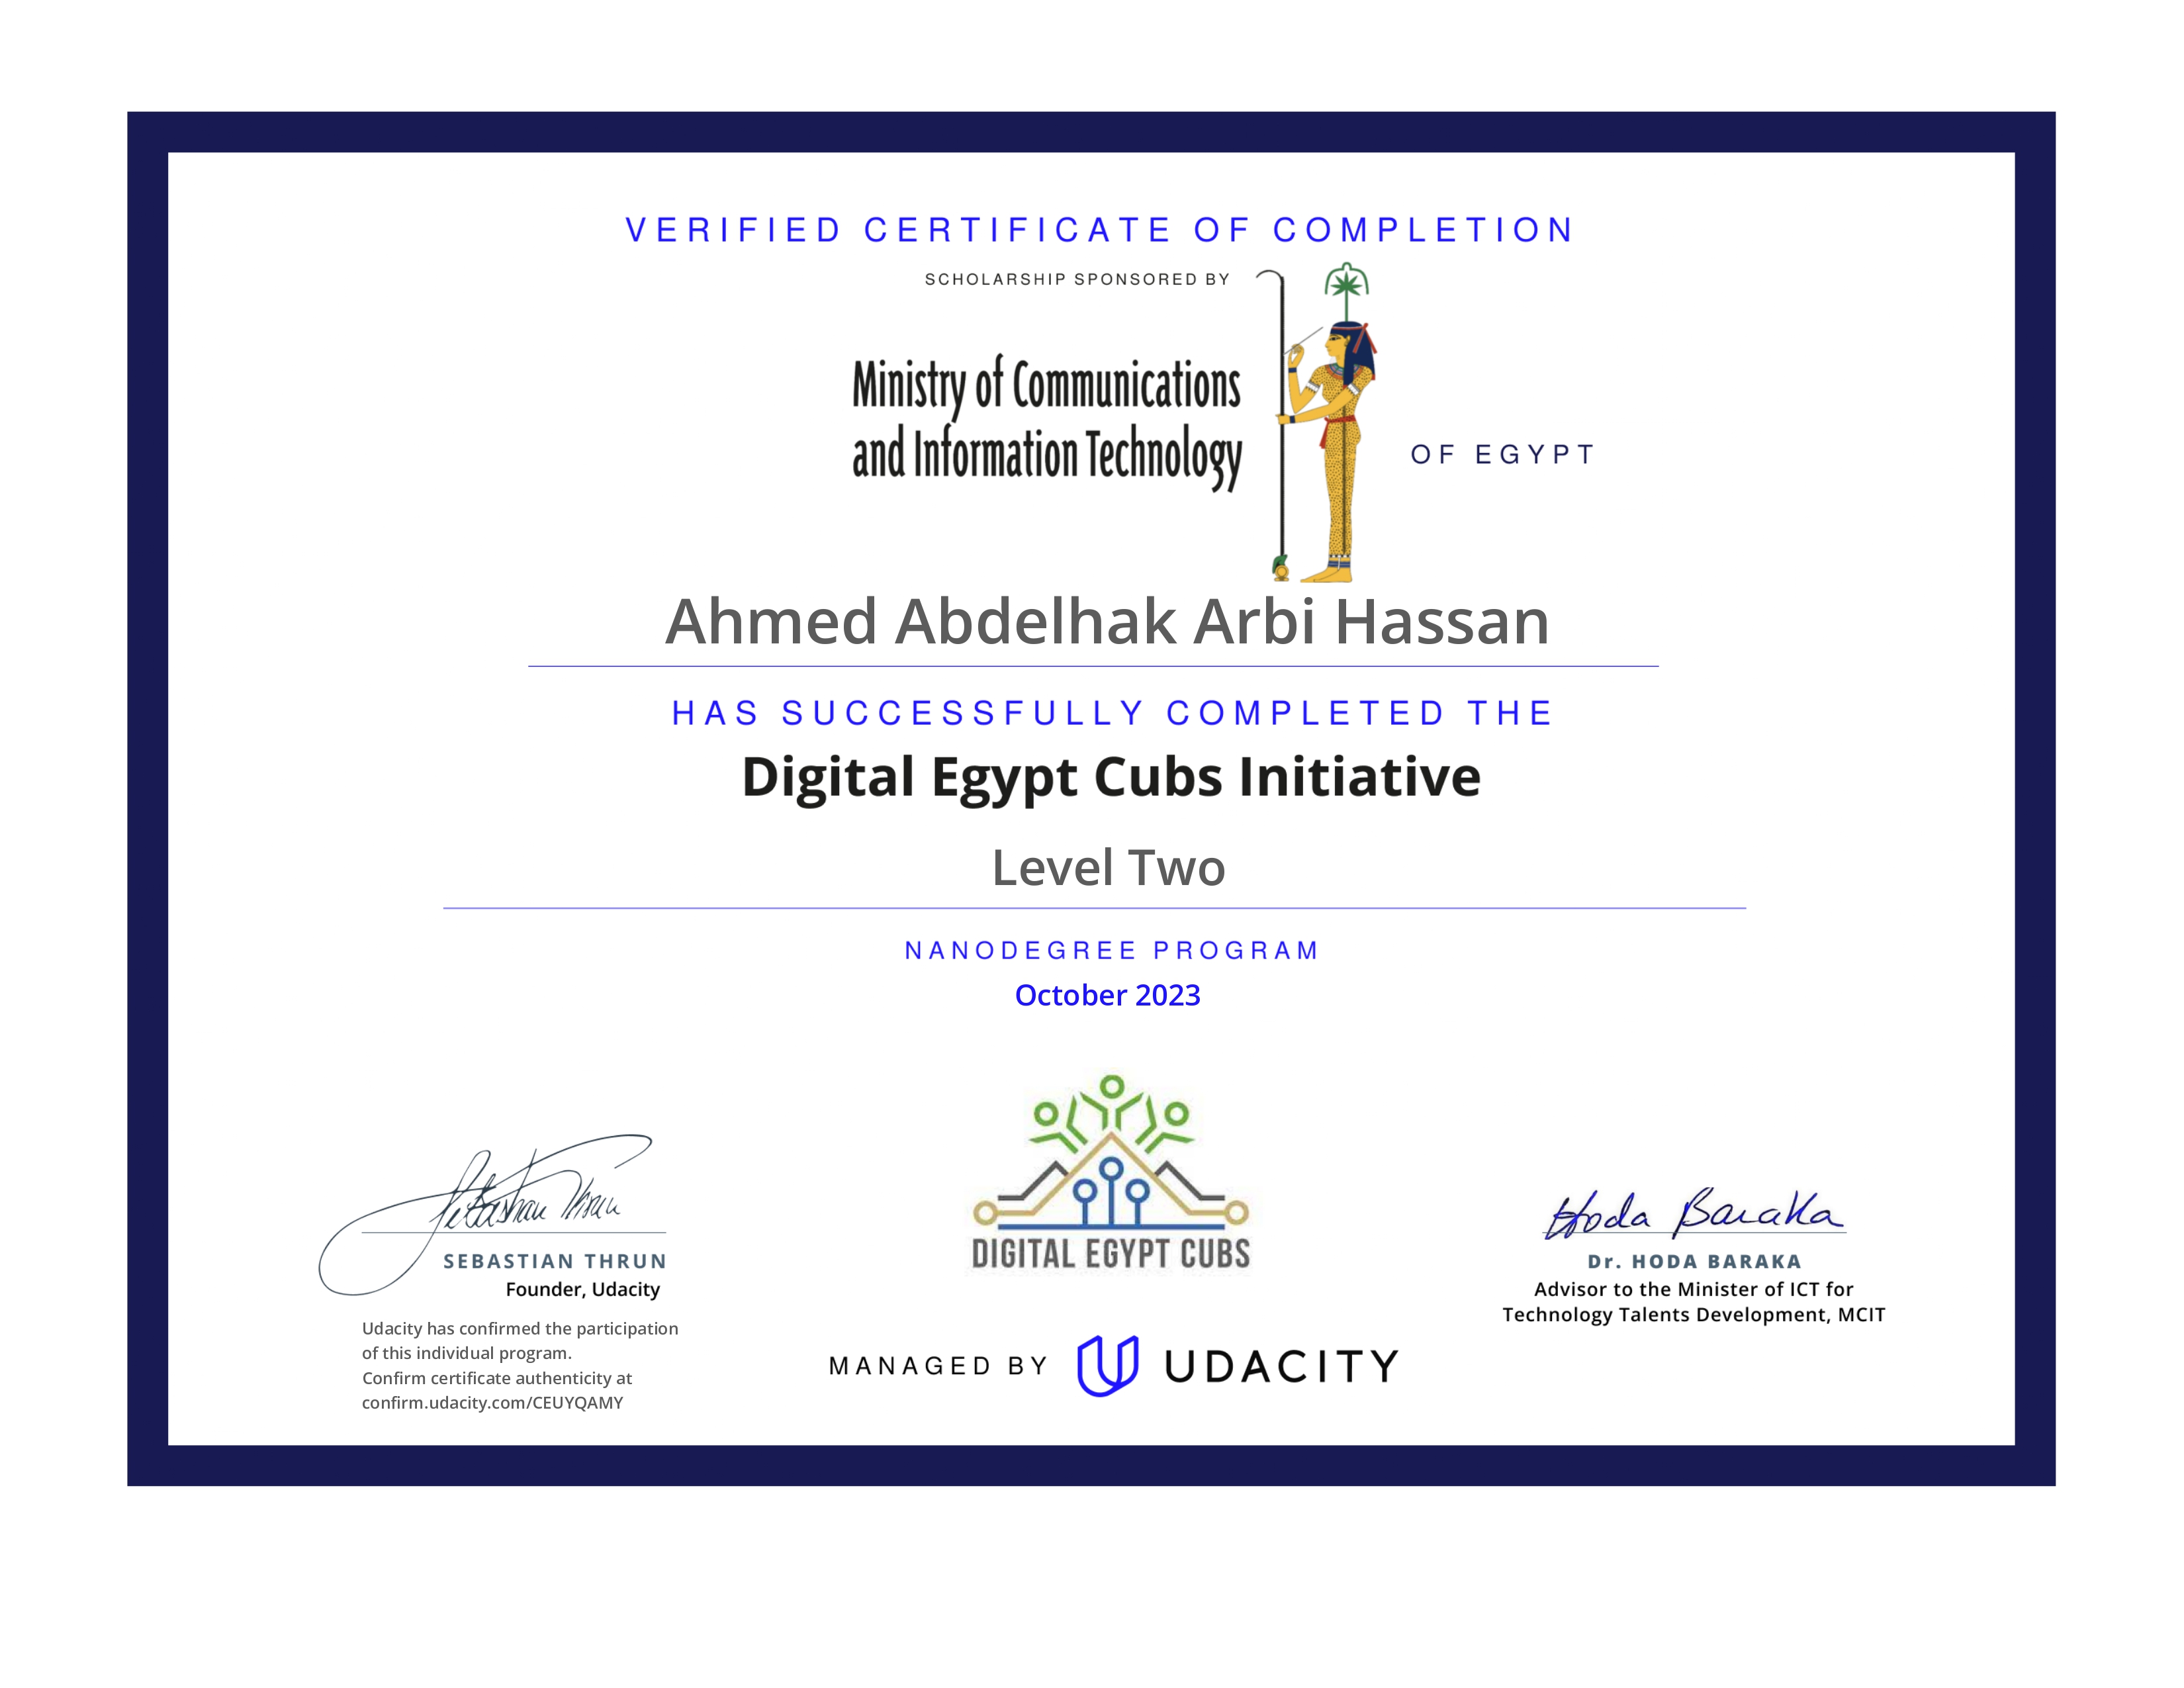 VERIFIED CERTIFICATE OF COMPLETION
SCHOLARSHIP SPONSORED BY
Ministry of Communications
and Information Technology
OF EGYPT
Ahmed Abdelhak Arbi Hassan
HAS SUCCESSFULLY COMPLETED THE
Digital Egypt Cubs Initiative
Level Two
NANODEGREE PROGRAM
October 2023
Sebastian Thrun
SEBASTIAN THRUN
Founder, Udacity
Udacity has confirmed the participation
of this individual program.
Confirm certificate authenticity at
confirm.udacity.com/CEUYQAMY
DIGITAL EGYPT CUBS
MANAGED BY UDACITY
Hoda Baraka
Dr. HODA BARAKA
Advisor to the Minister of ICT for
Technology Talents Development, MCIT